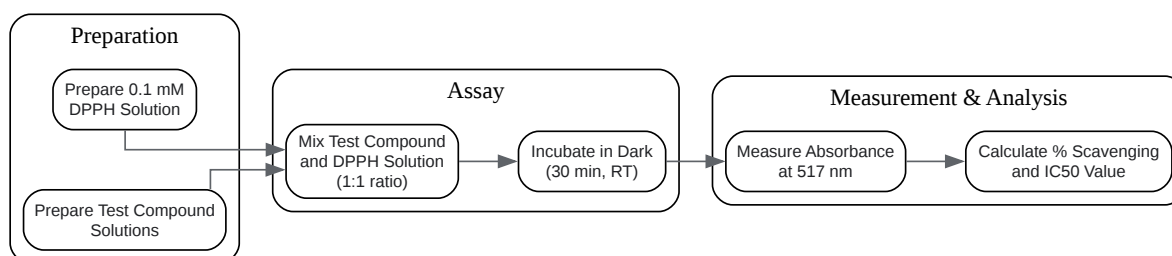 Preparation
Prepare 0.1 mM
DPPH Solution
Prepare Test Compound
Solutions
Assay
Mix Test Compound
and DPPH Solution
(1:1 ratio)
Incubate in Dark
(30 min, RT)
Measurement & Analysis
Measure Absorbance
at 517 nm
Calculate % Scavenging
and IC50 Value